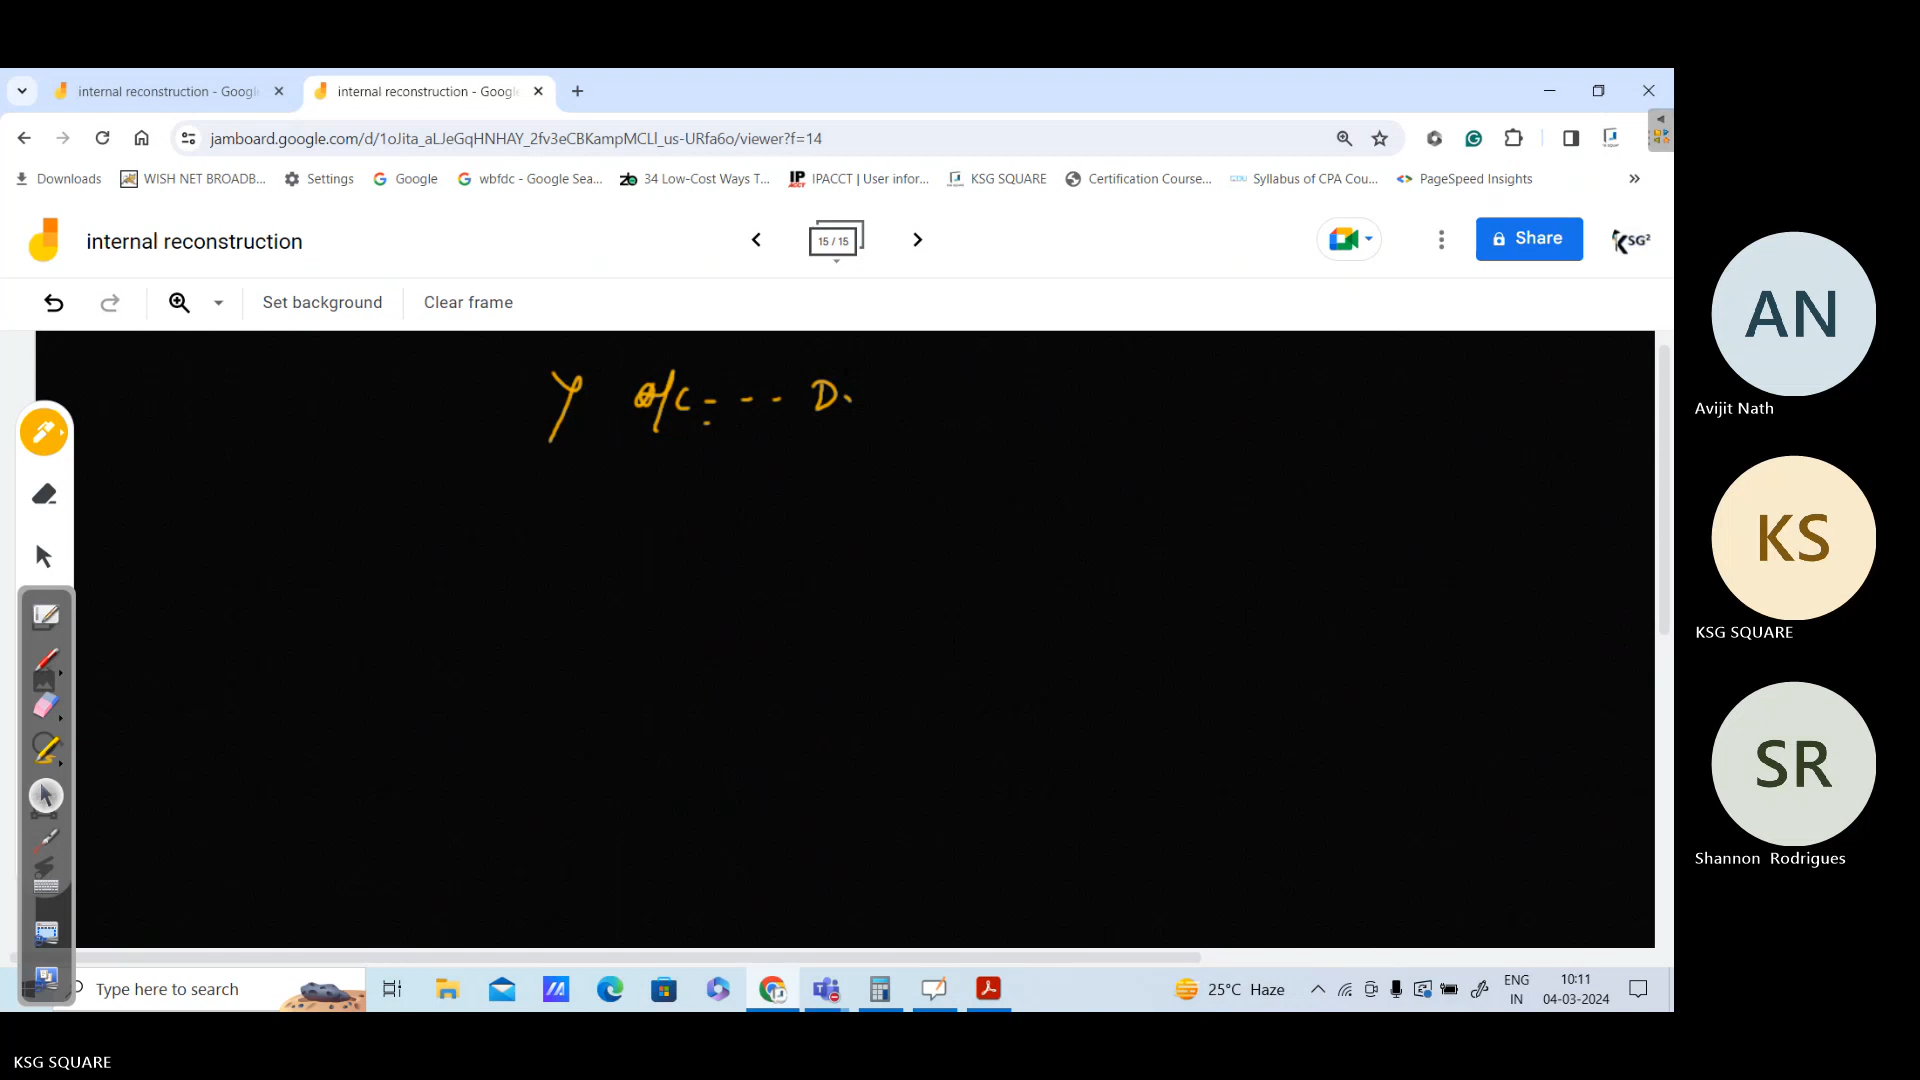 internal reconstruction - Googl
internal reconstruction - Google
jamboard.google.com/d/1oJita_aLJeGqHNHAY_2fv3eCBKampMCLl_us-URfa6o/viewer?f=14
Downloads
WISH NET BROADB...
Settings
Google
wbfdc - Google Sea...
34 Low-Cost Ways T...
IPACCT | User infor...
KSG SQUARE
Certification Course...
Syllabus of CPA Cou...
PageSpeed Insights
»
internal reconstruction
15 / 15
Share
KSG²
Set background
Clear frame
Y a/c - - - D.
AN
Avijit Nath
KS
KSG SQUARE
SR
Shannon Rodrigues
Type here to search
25°C Haze
ENG
IN
10:11
04-03-2024
KSG SQUARE